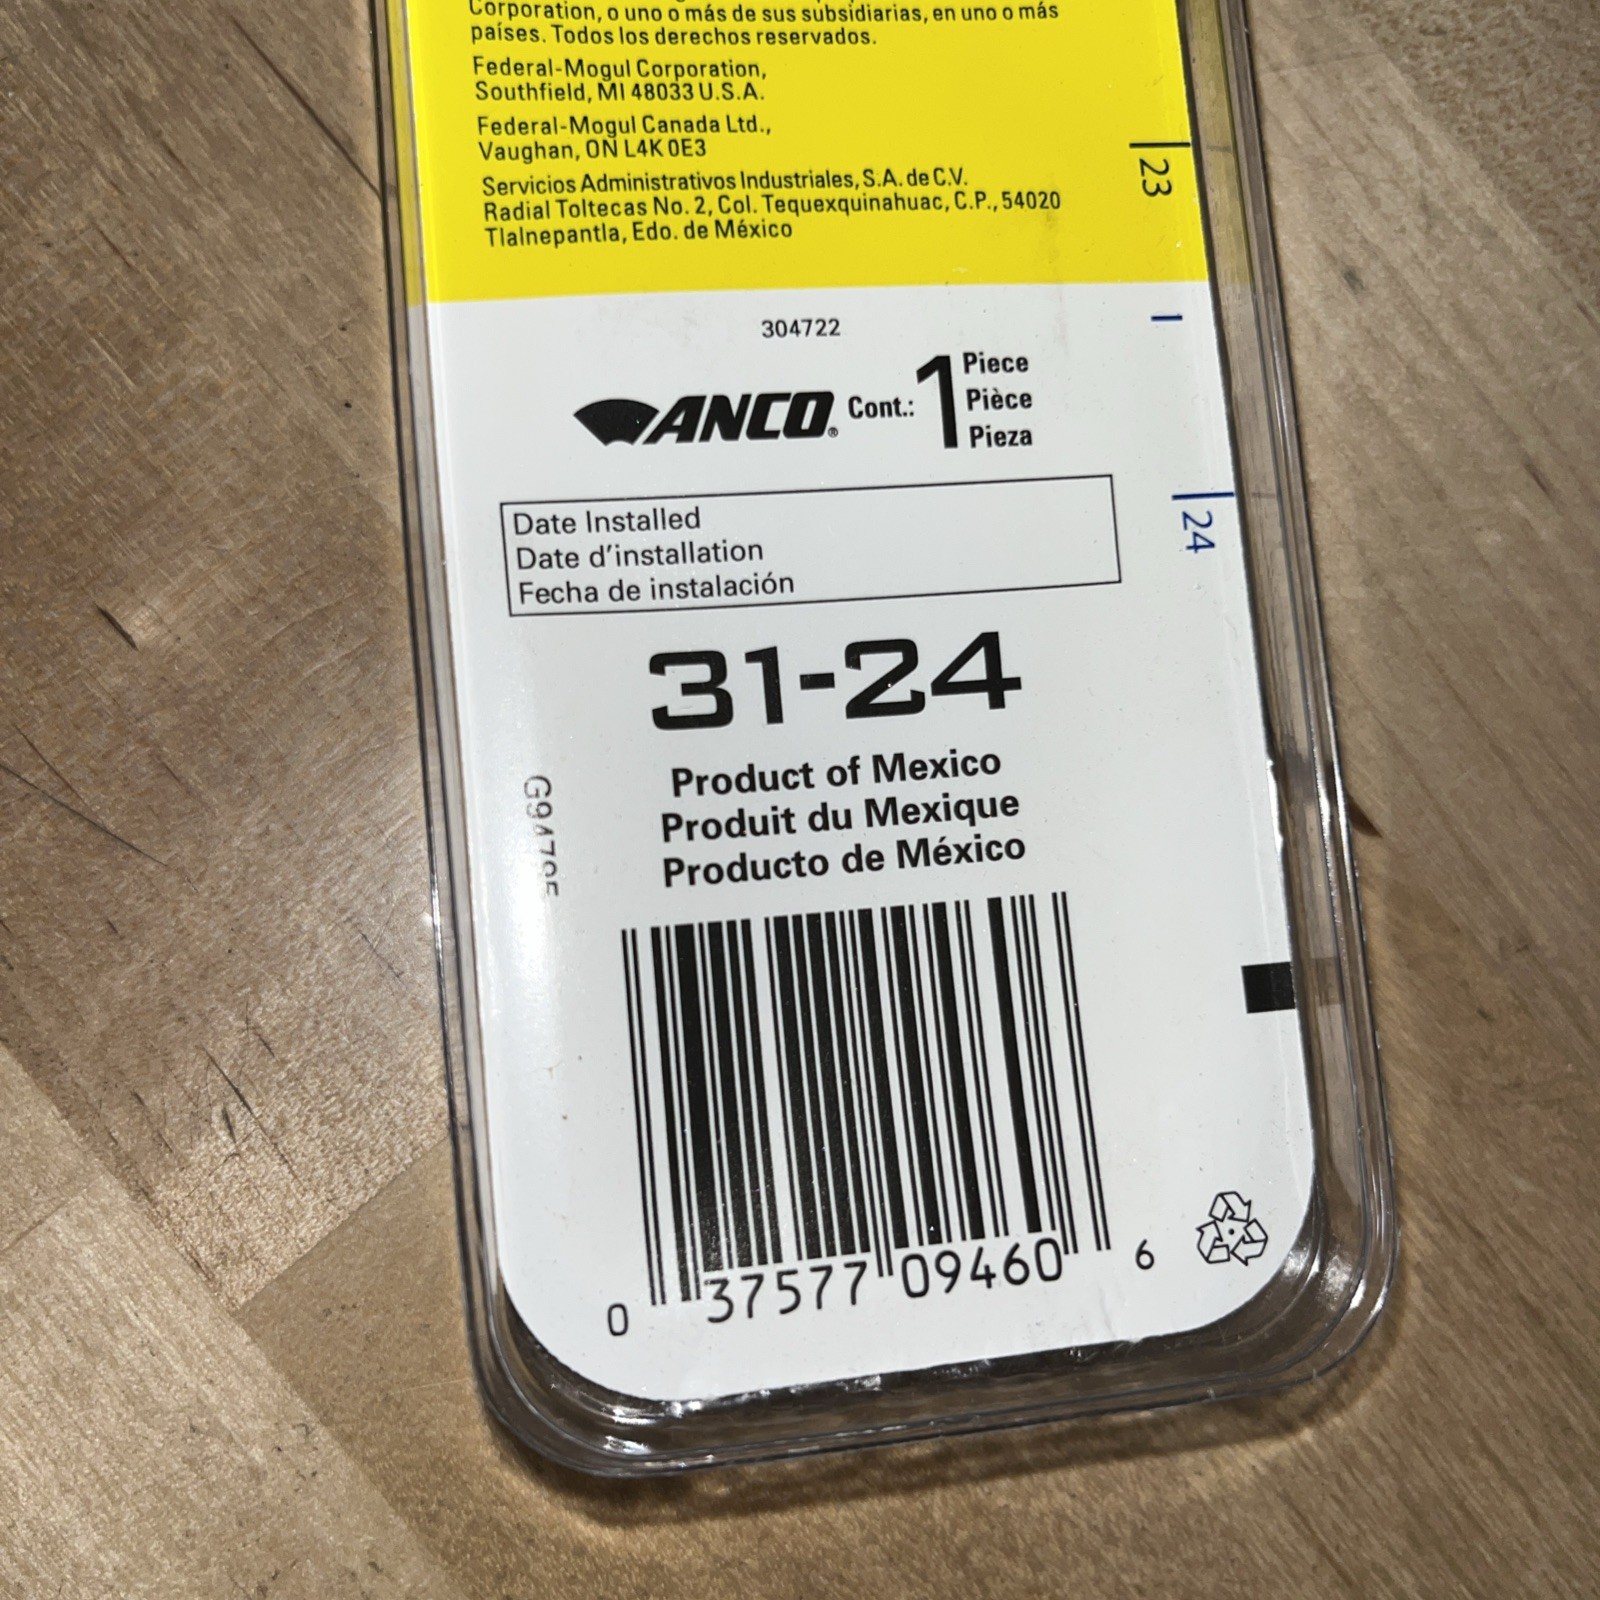 Corporation, o uno o más de sus subsidiarias, en uno o más
países. Todos los derechos reservados.
Federal-Mogul Corporation,
Southfield, MI 48033 U.S.A.
Federal-Mogul Canada Ltd.,
Vaughan, ON L4K 0E3
Servicios Administrativos Industriales, S.A. de C.V.
Radial Toltecas No. 2, Col. Tequexquinahuac, C.P., 54020
Tlalnepantla, Edo. de México
23
304722
ANCO® Cont.: 1 Piece
Pièce
Pieza
24
Date Installed
Date d'installation
Fecha de instalación
31-24
Product of Mexico
Produit du Mexique
Producto de México
0 37577 09460 6